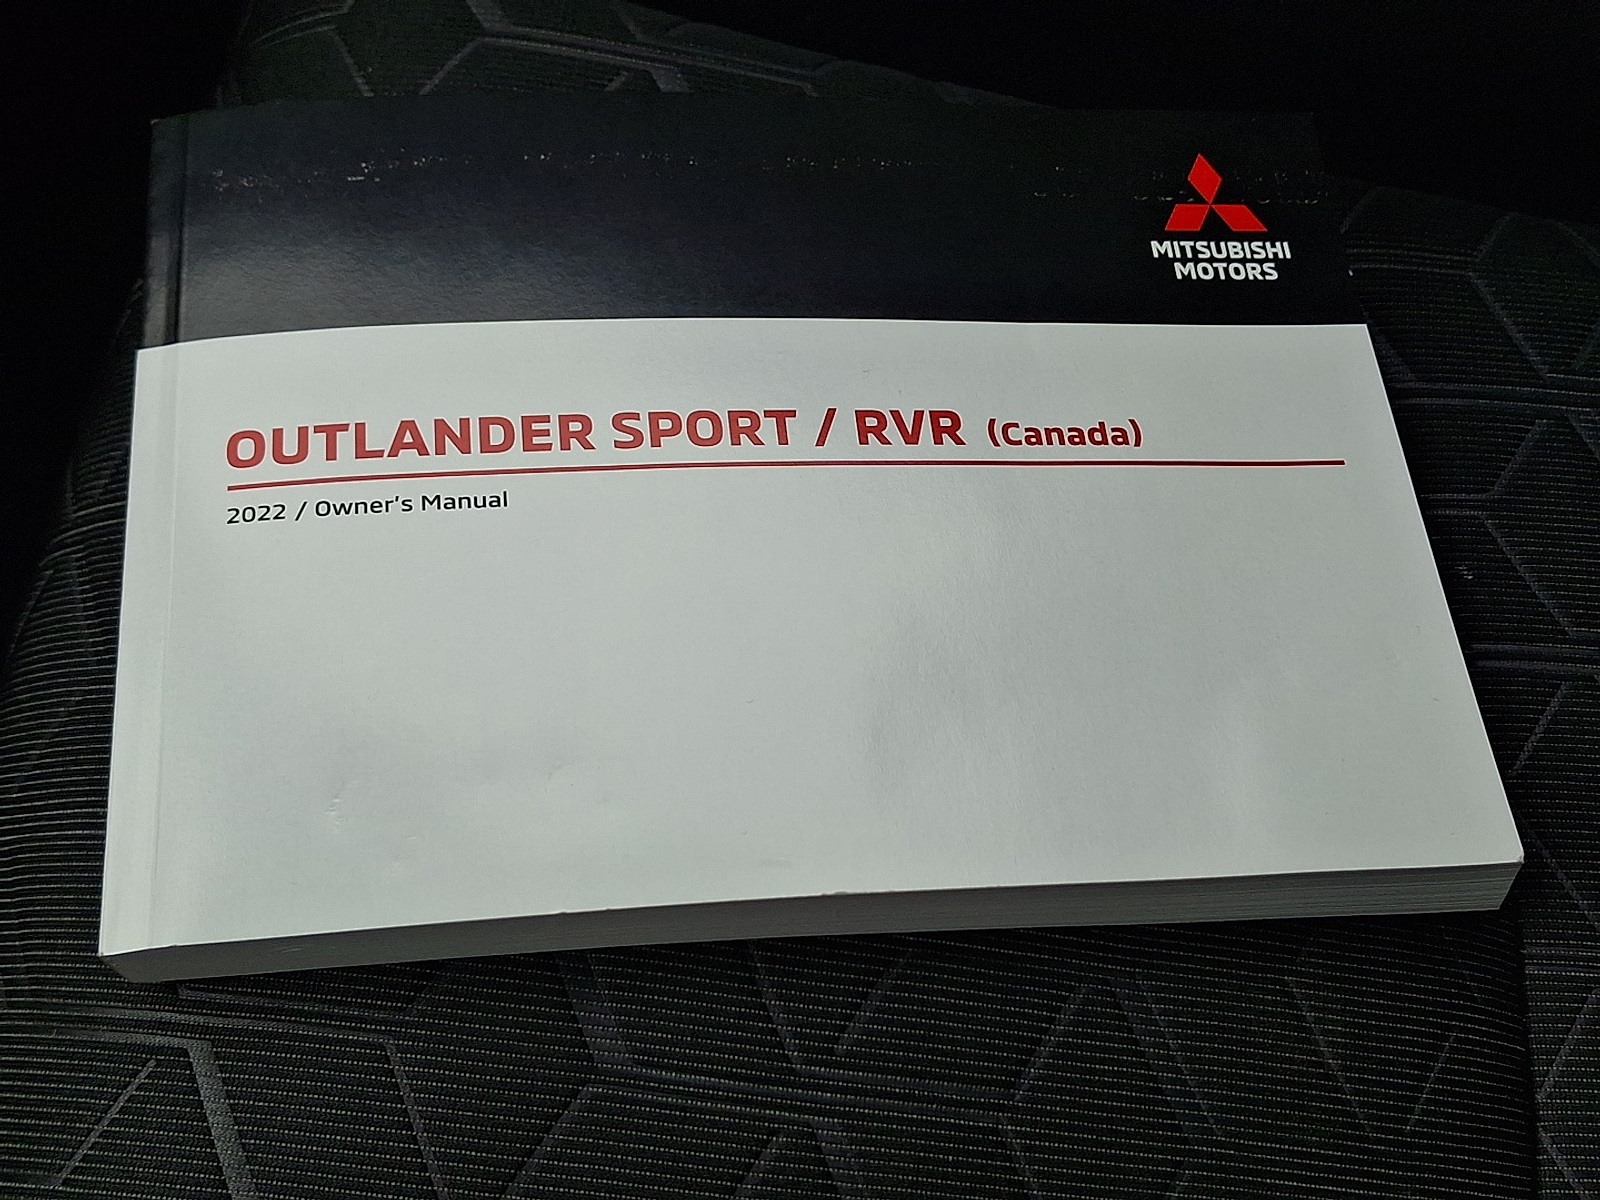 MITSUBISHI
MOTORS
OUTLANDER SPORT / RVR (Canada)
2022 / Owner's Manual